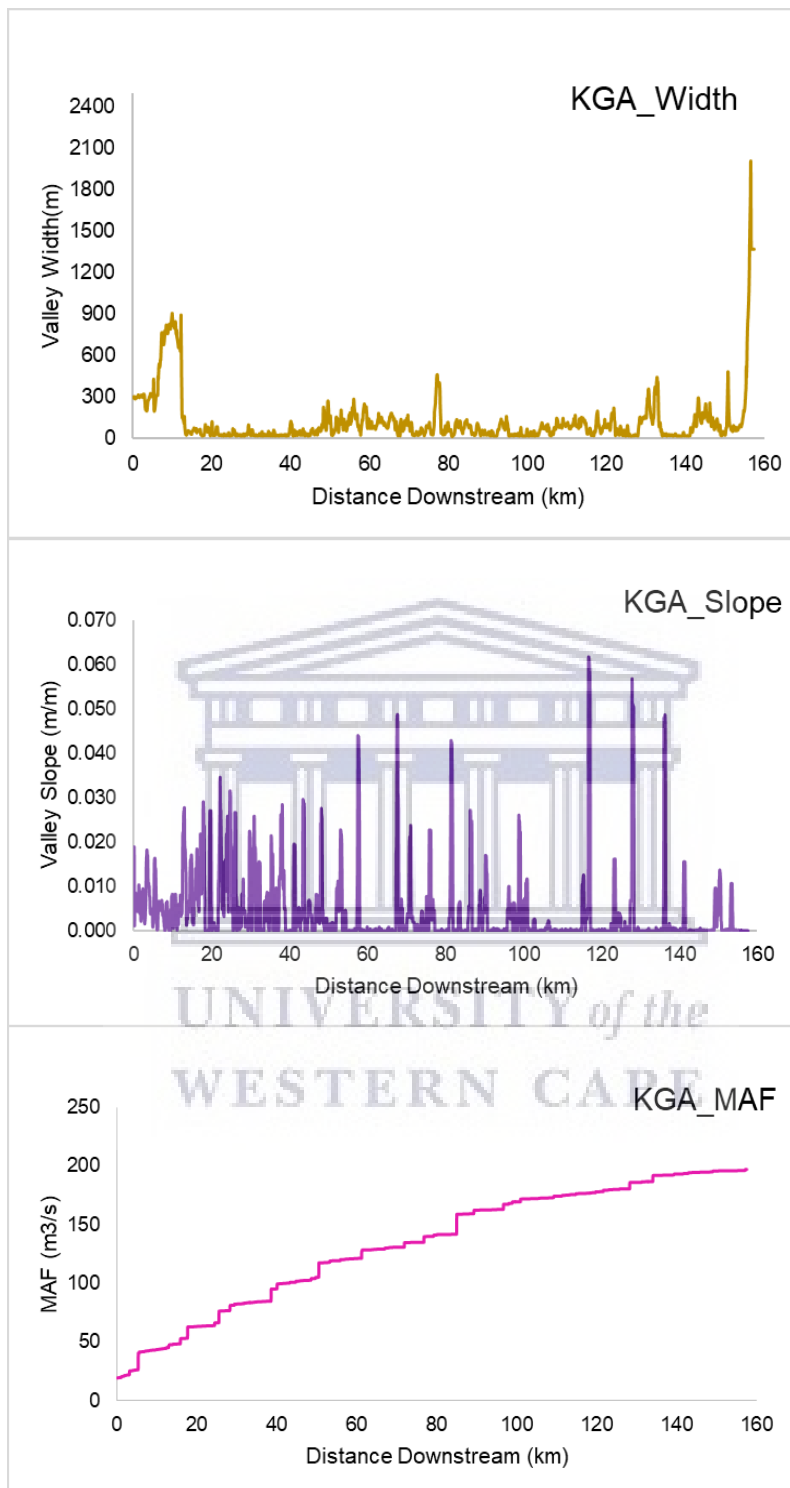 KGA_Width
2400
2100
1800
1500
1200
900
600
300
0
Valley Width(m)
0 20 40 60 80 100 120 140 160
Distance Downstream (km)
KGA_Slope
0.070
0.060
0.050
0.040
0.030
0.020
0.010
0.000
Valley Slope (m/m)
0 20 40 60 80 100 120 140 160
Distance Downstream (km)
UNIVERSITY of the
WESTERN CAPE
KGA_MAF
250
200
150
100
50
0
MAF (m3/s)
0 20 40 60 80 100 120 140 160
Distance Downstream (km)